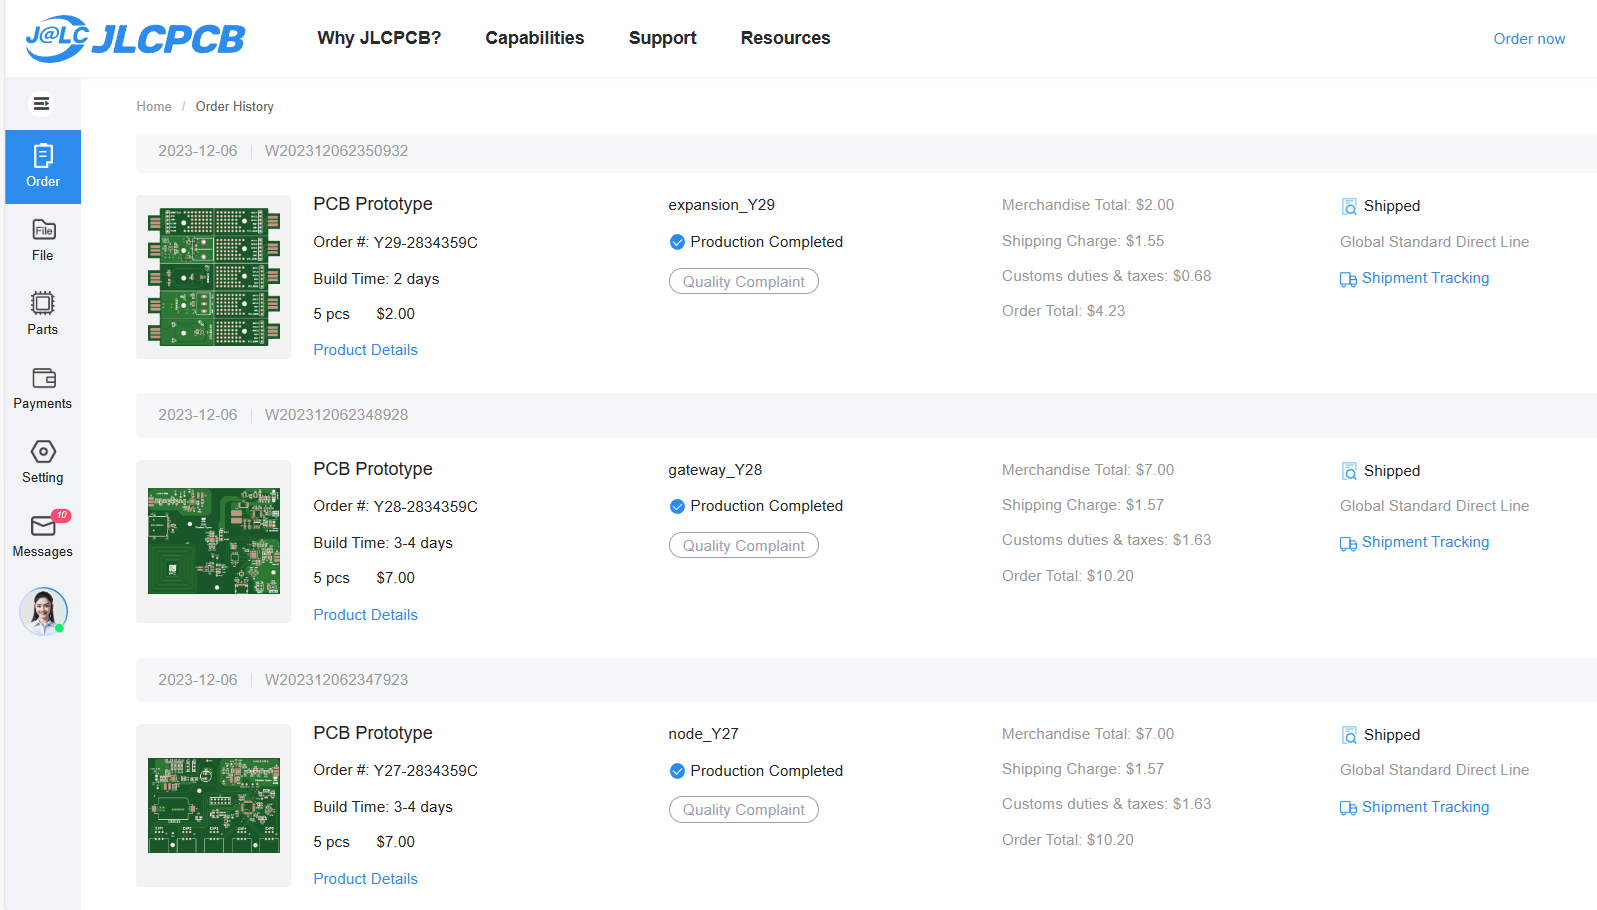 J@LC JLCPCB
Why JLCPCB? Capabilities Support Resources Order now
Home / Order History
Order
File
File
Parts
Payments
Setting
10
Messages
2023-12-06 W202312062350932
PCB Prototype expansion_Y29 Merchandise Total: $2.00 Shipped
Order #: Y29-2834359C Production Completed Shipping Charge: $1.55 Global Standard Direct Line
Build Time: 2 days Quality Complaint Customs duties & taxes: $0.68 Shipment Tracking
5 pcs $2.00 Order Total: $4.23
Product Details
2023-12-06 W202312062348928
PCB Prototype gateway_Y28 Merchandise Total: $7.00 Shipped
Order #: Y28-2834359C Production Completed Shipping Charge: $1.57 Global Standard Direct Line
Build Time: 3-4 days Quality Complaint Customs duties & taxes: $1.63 Shipment Tracking
5 pcs $7.00 Order Total: $10.20
Product Details
2023-12-06 W202312062347923
PCB Prototype node_Y27 Merchandise Total: $7.00 Shipped
Order #: Y27-2834359C Production Completed Shipping Charge: $1.57 Global Standard Direct Line
Build Time: 3-4 days Quality Complaint Customs duties & taxes: $1.63 Shipment Tracking
5 pcs $7.00 Order Total: $10.20
Product Details